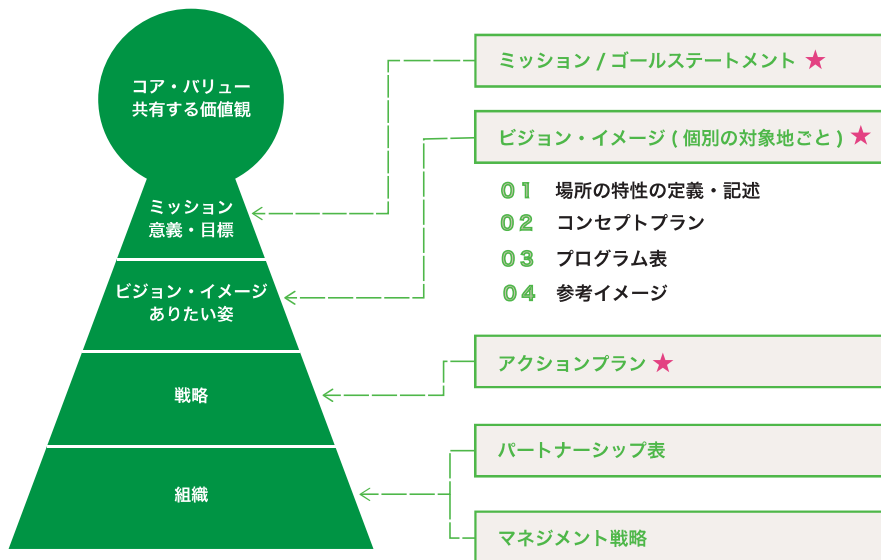 コア・バリュー
共有する価値観
ミッション
意義・目標
ビジョン・イメージ
ありたい姿
戦略
組織
ミッション / ゴールステートメント ★
ビジョン・イメージ ( 個別の対象地ごと ) ★
01 場所の特性の定義・記述
02 コンセプトプラン
03 プログラム表
04 参考イメージ
アクションプラン ★
パートナーシップ表
マネジメント戦略